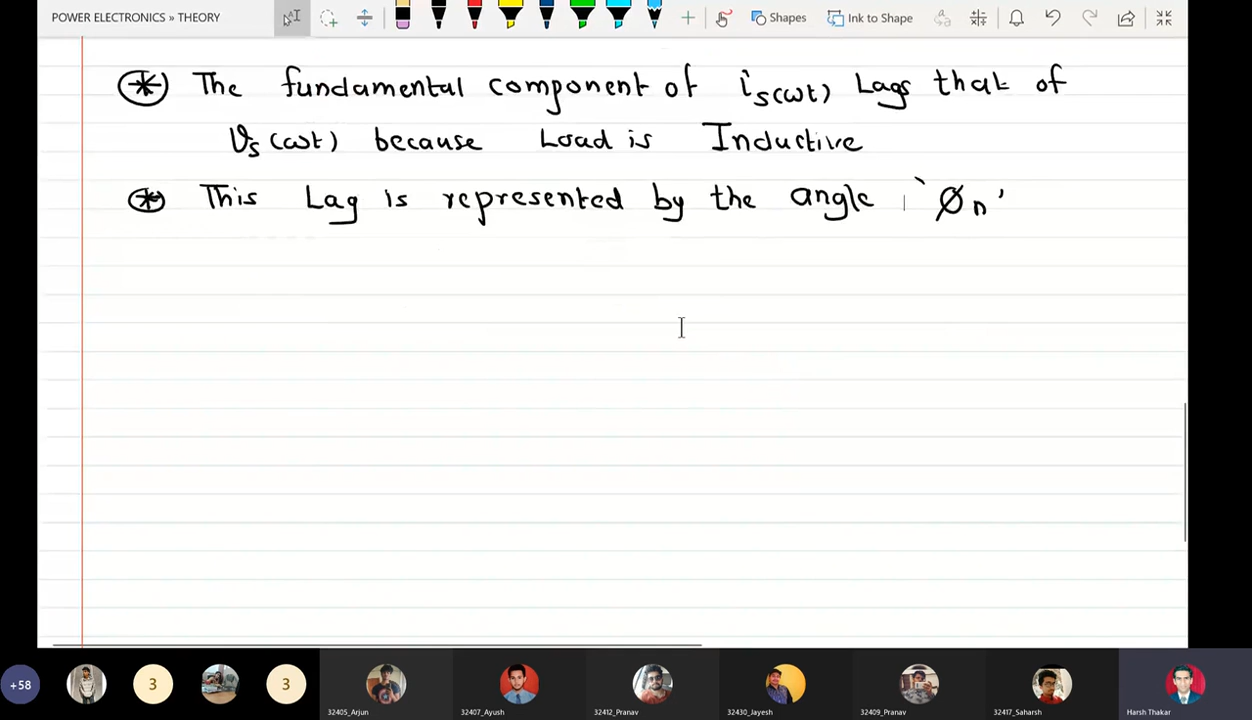 POWER ELECTRONICS » THEORY
Shapes
Ink to Shape
The fundamental component of is(ωt) Lags that of
vs(ωt) because Load is Inductive
This Lag is represented by the angle 'Øn'
+58
3
3
32405_Arjun
32407_Ayush
32412_Pranav
32430_Jayesh
32409_Pranav
32417_Saharsh
Harsh Thakar